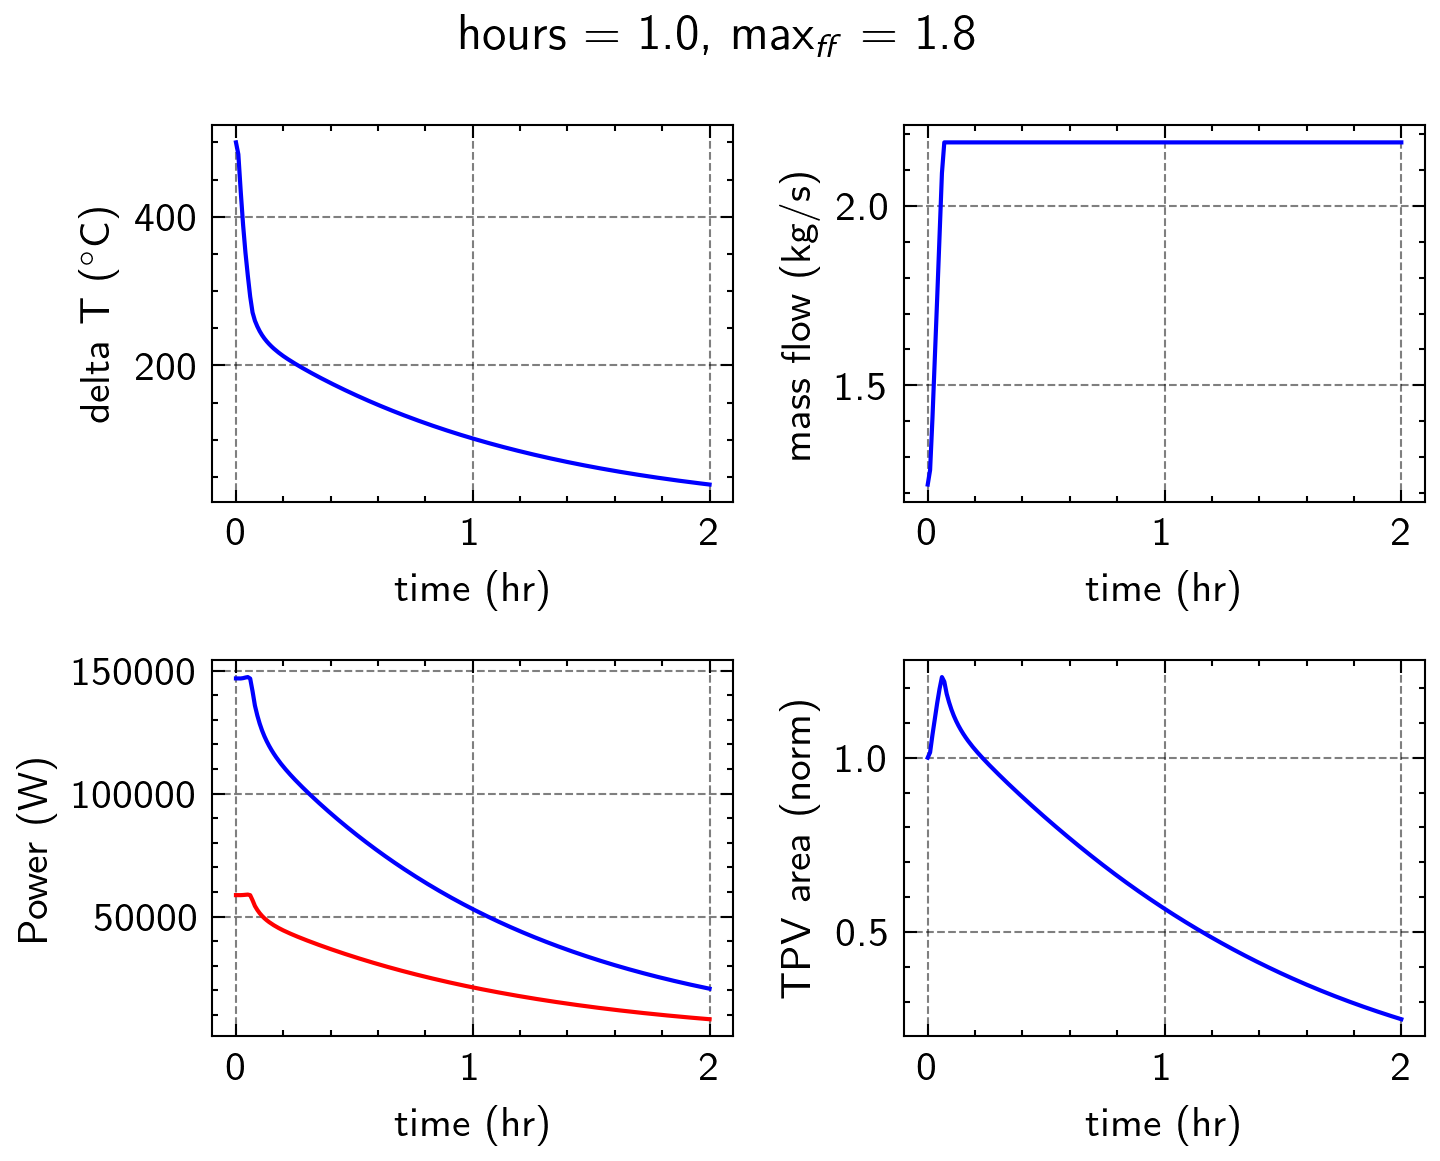 hours = 1.0, max_ff = 1.8
delta T (°C)
400
200
0 1 2
time (hr)
mass flow (kg/s)
2.0
1.5
0 1 2
time (hr)
Power (W)
150000
100000
50000
0 1 2
time (hr)
TPV area (norm)
1.0
0.5
0 1 2
time (hr)